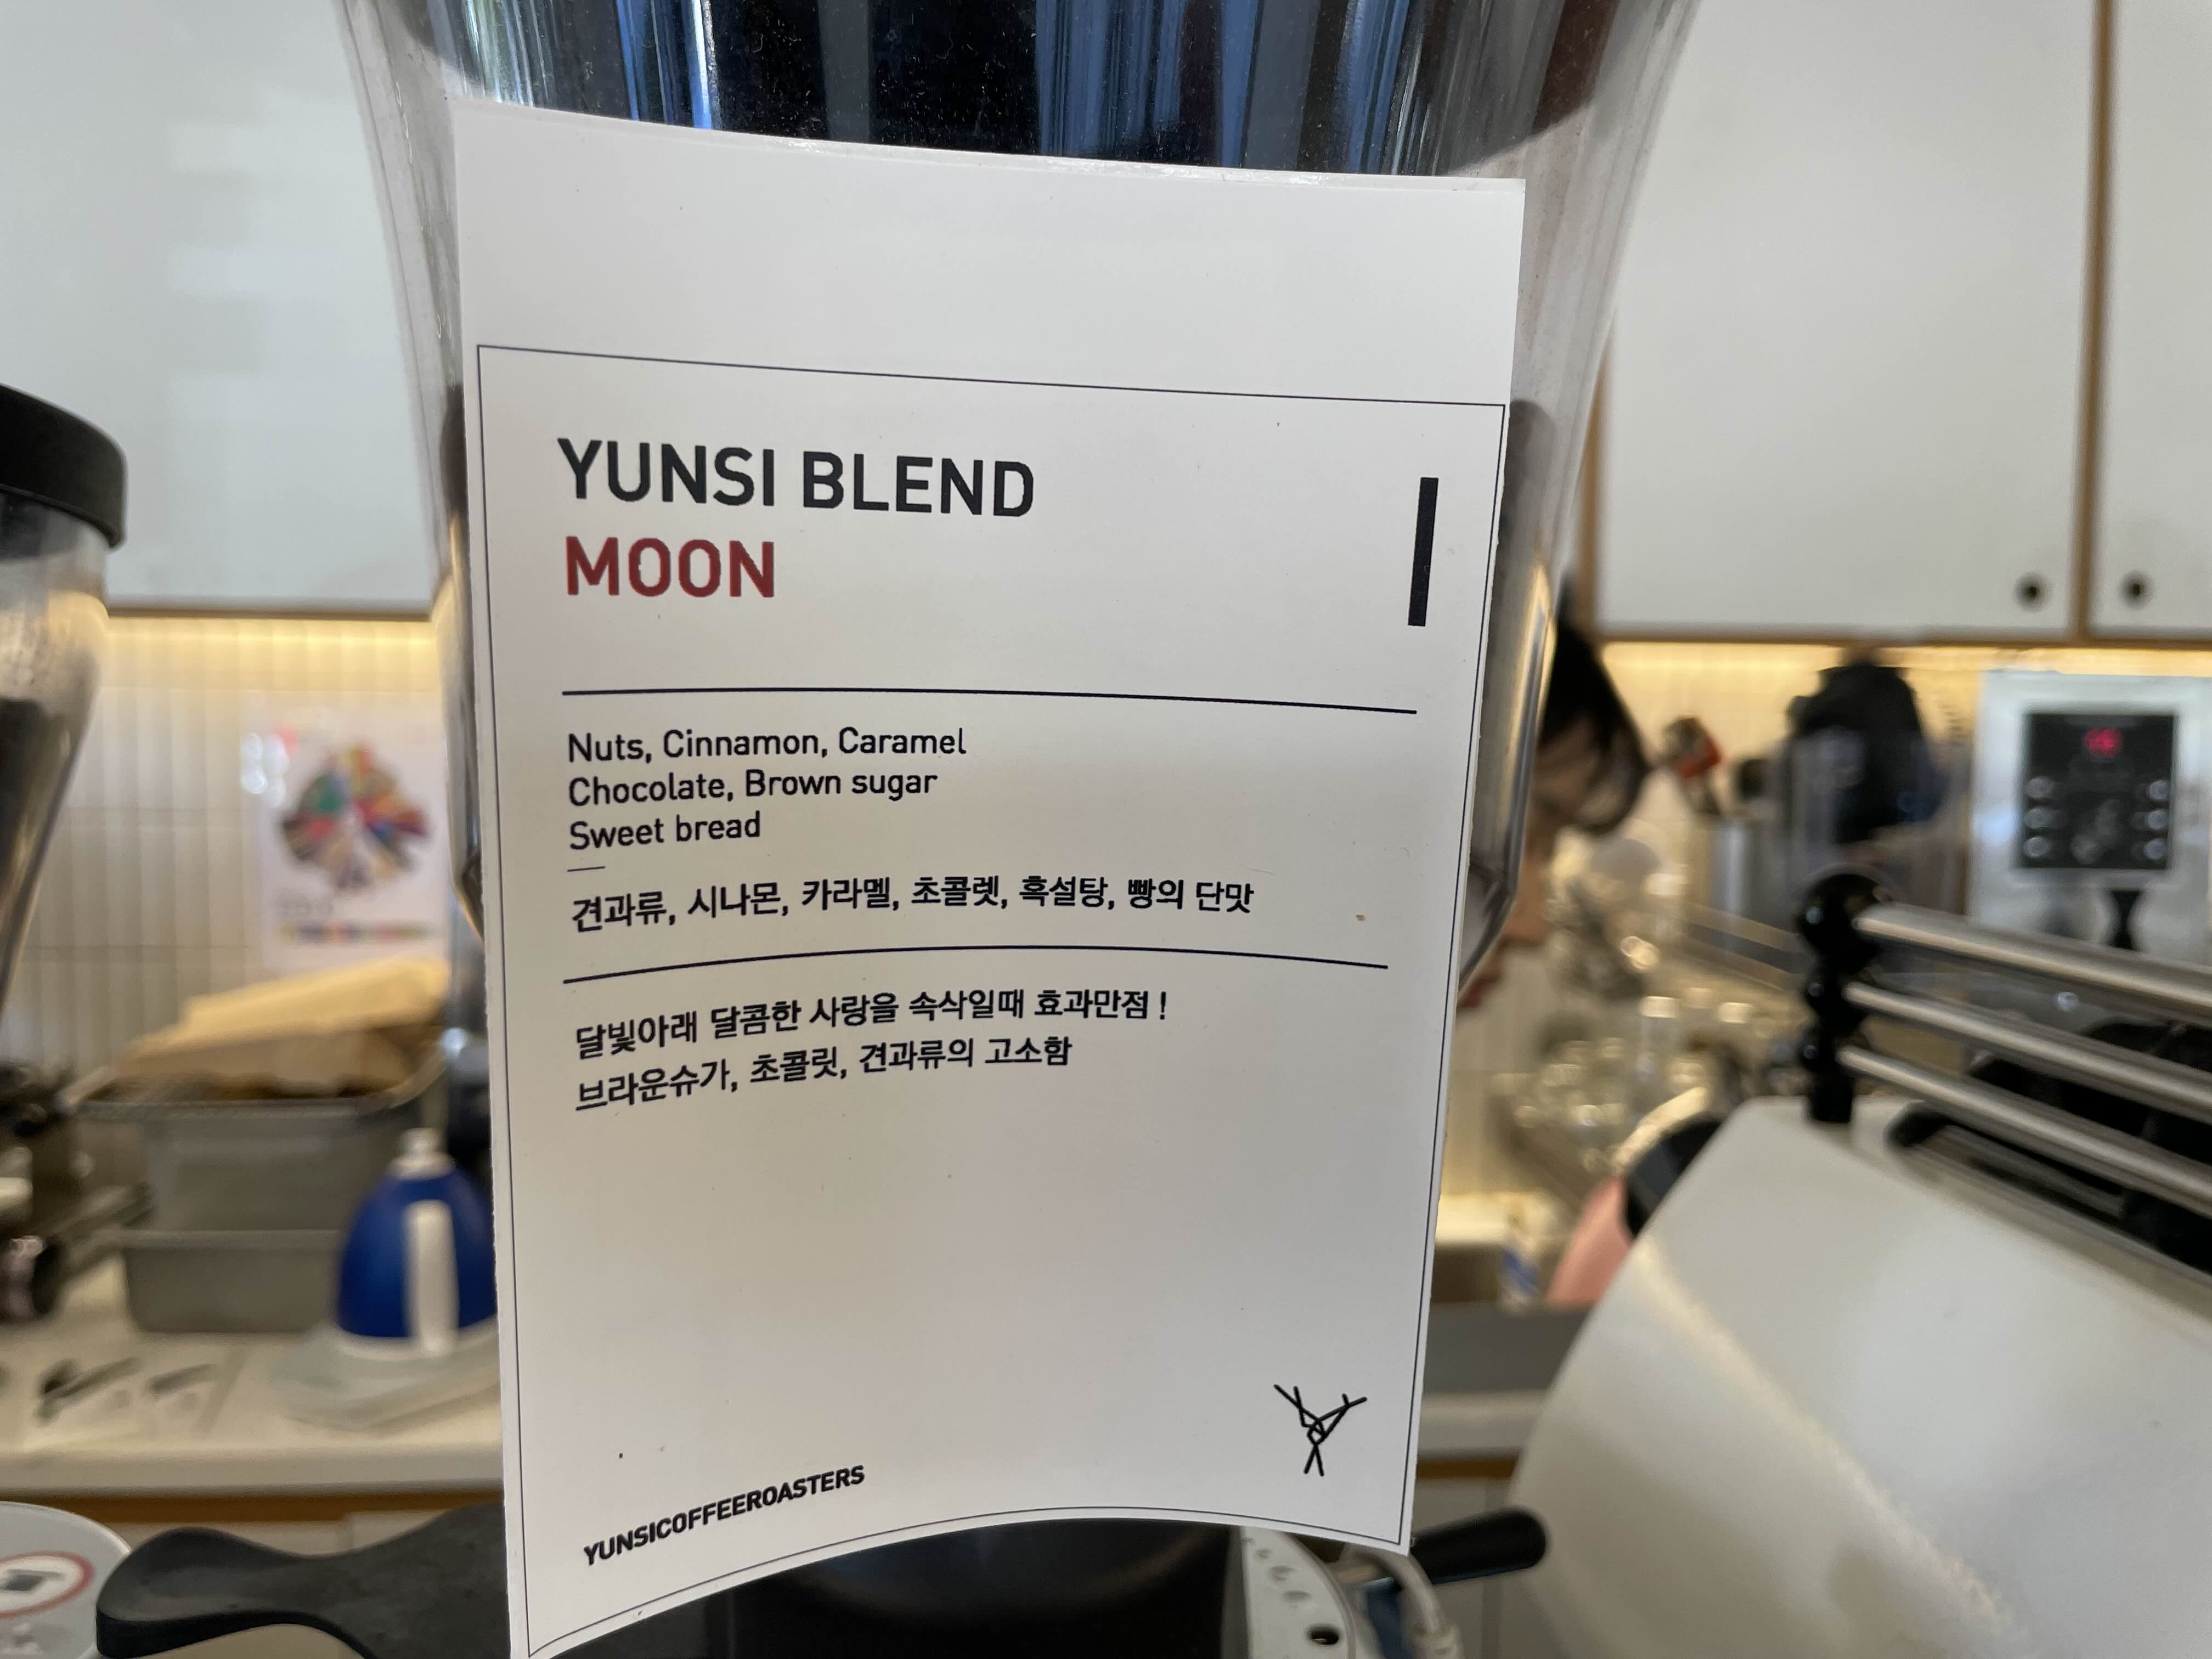 YUNSI BLEND
MOON
Nuts, Cinnamon, Caramel
Chocolate, Brown sugar
Sweet bread
견과류, 시나몬, 카라멜, 초콜렛, 흑설탕, 빵의 단맛
달빛아래 달콤한 사랑을 속삭일때 효과만점 !
브라운슈가, 초콜릿, 견과류의 고소함
YUNSICOFFEEROASTERS